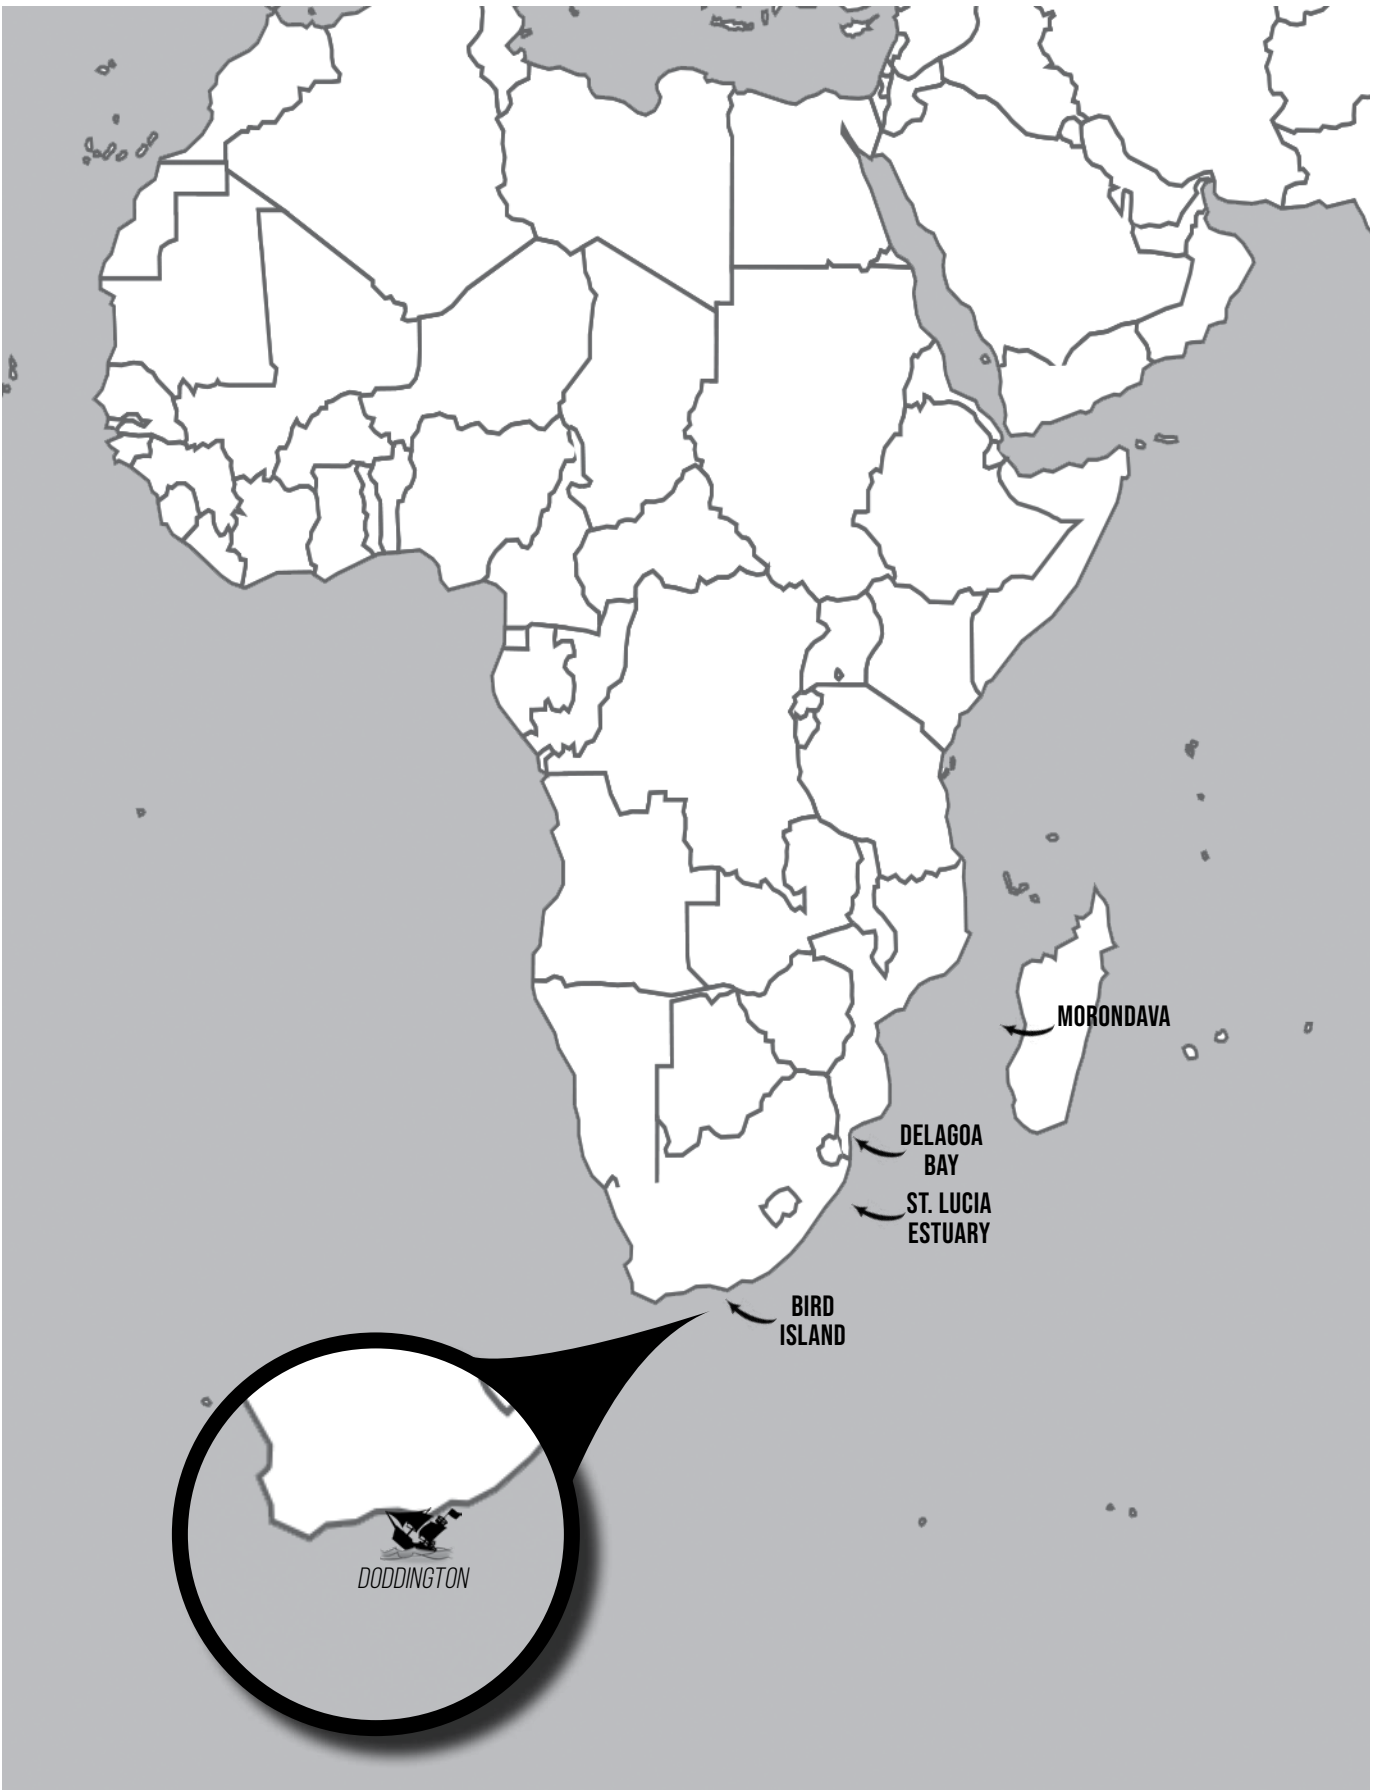 MORONDAVA
DELAGOA
BAY
ST. LUCIA
ESTUARY
BIRD
ISLAND
DODDINGTON